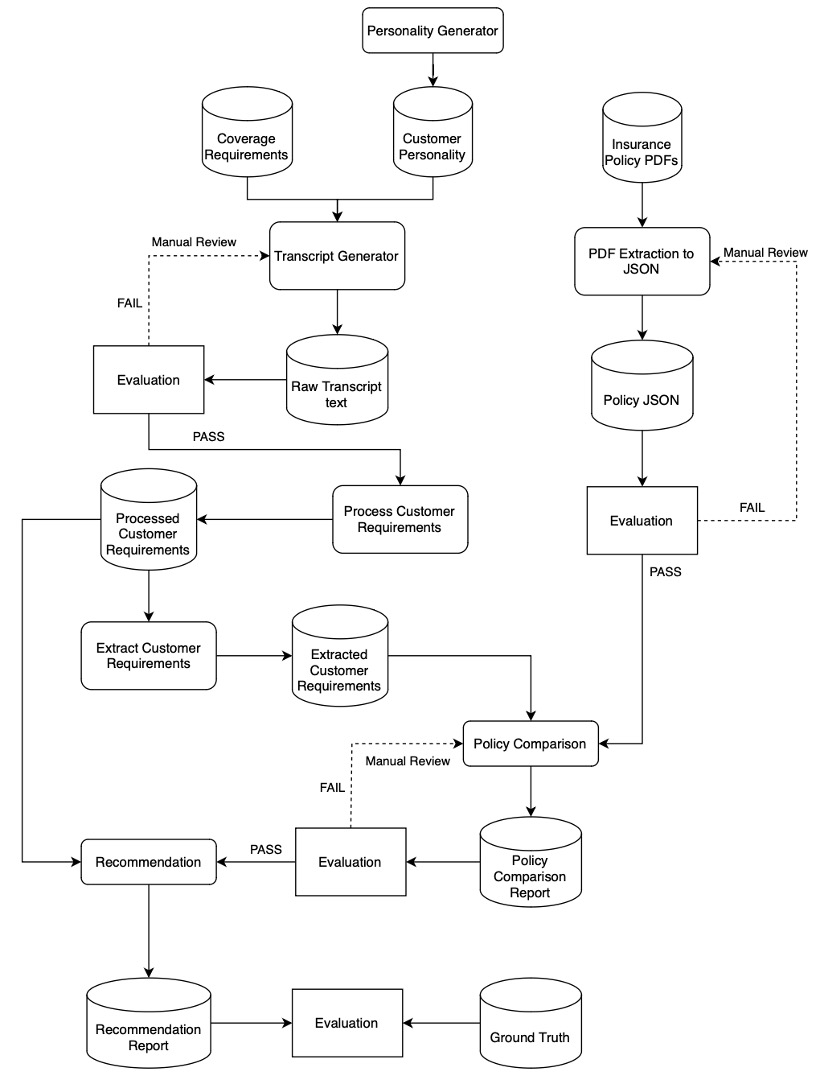 Personality Generator
Coverage
Requirements
Customer
Personality
Insurance
Policy PDFs
Manual Review
Transcript Generator
PDF Extraction to
JSON
Manual Review
FAIL
Evaluation
Raw Transcript
text
Policy JSON
PASS
Processed
Customer
Requirements
Process Customer
Requirements
Evaluation
FAIL
PASS
Extract Customer
Requirements
Extracted
Customer
Requirements
Policy Comparison
Manual Review
FAIL
Recommendation
PASS
Evaluation
Policy
Comparison
Report
Recommendation
Report
Evaluation
Ground Truth